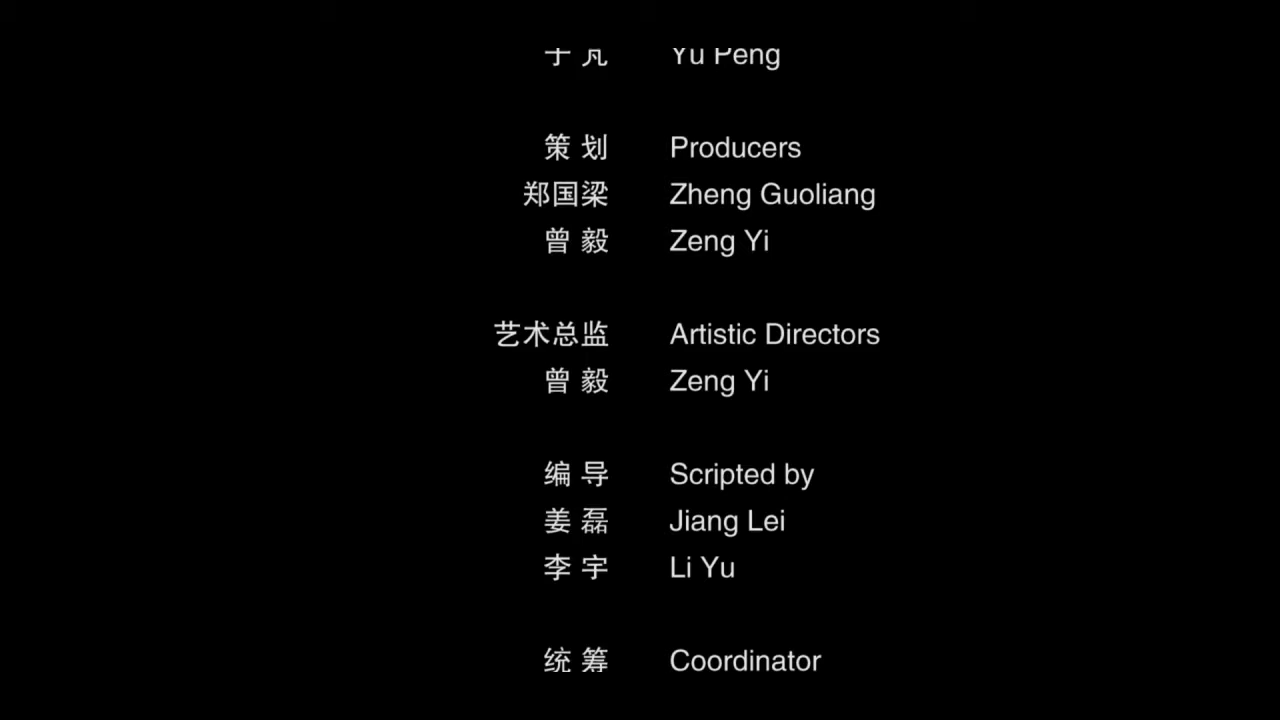 于 凡 Yu Peng
策 划 Producers
郑国梁 Zheng Guoliang
曾 毅 Zeng Yi
艺术总监 Artistic Directors
曾 毅 Zeng Yi
编 导 Scripted by
姜 磊 Jiang Lei
李 宇 Li Yu
统 筹 Coordinator